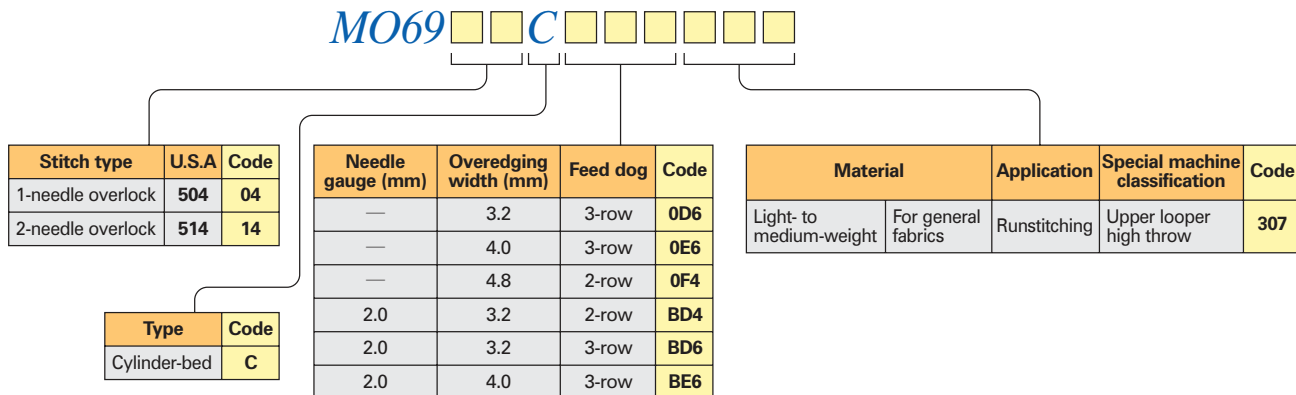 MO69 C
Stitch type U.S.A Code
1-needle overlock 504 04
2-needle overlock 514 14
Type Code
Cylinder-bed C
Needle gauge (mm) Overedging width (mm) Feed dog Code
— 3.2 3-row 0D6
— 4.0 3-row 0E6
— 4.8 2-row 0F4
2.0 3.2 2-row BD4
2.0 3.2 3-row BD6
2.0 4.0 3-row BE6
Material Application Special machine classification Code
Light- to medium-weight For general fabrics Runstitching Upper looper high throw 307